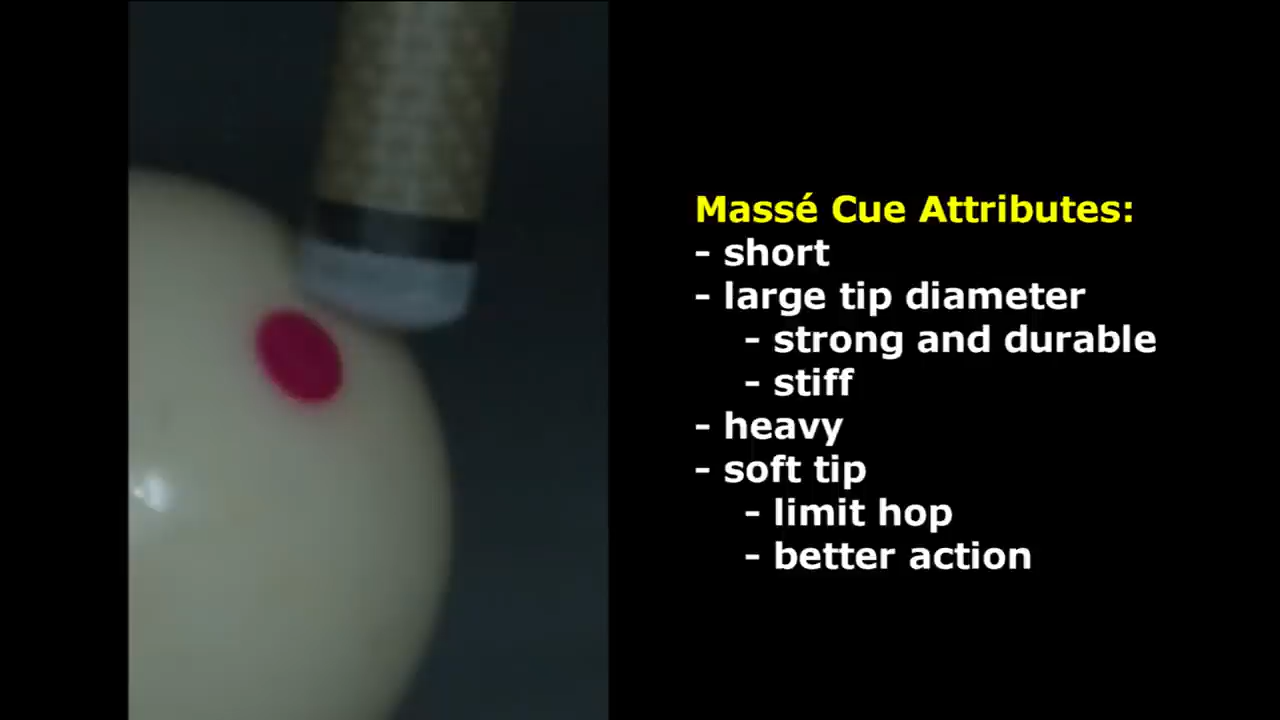 Massé Cue Attributes:
- short
- large tip diameter
- strong and durable
- stiff
- heavy
- soft tip
- limit hop
- better action